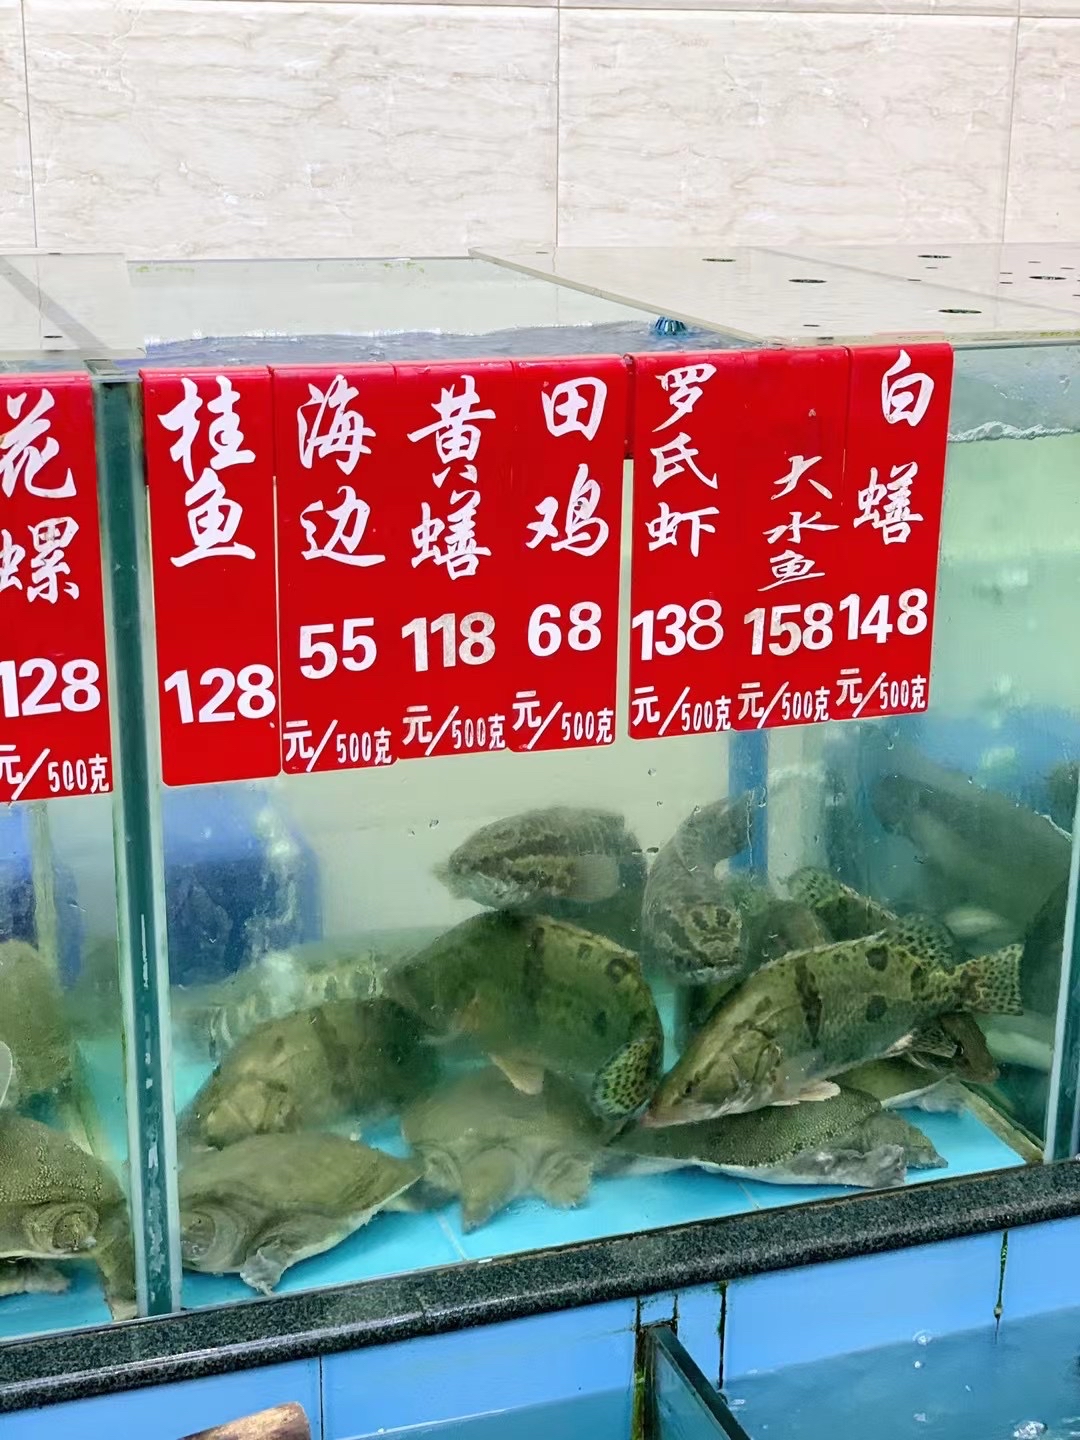 花螺
128
元/500克
桂鱼
128
海边
55
元/500克
黄蟮
118
元/500克
田鸡
68
元/500克
罗氏虾
138
元/500克
大水鱼
158
元/500克
白蟮
148
元/500克